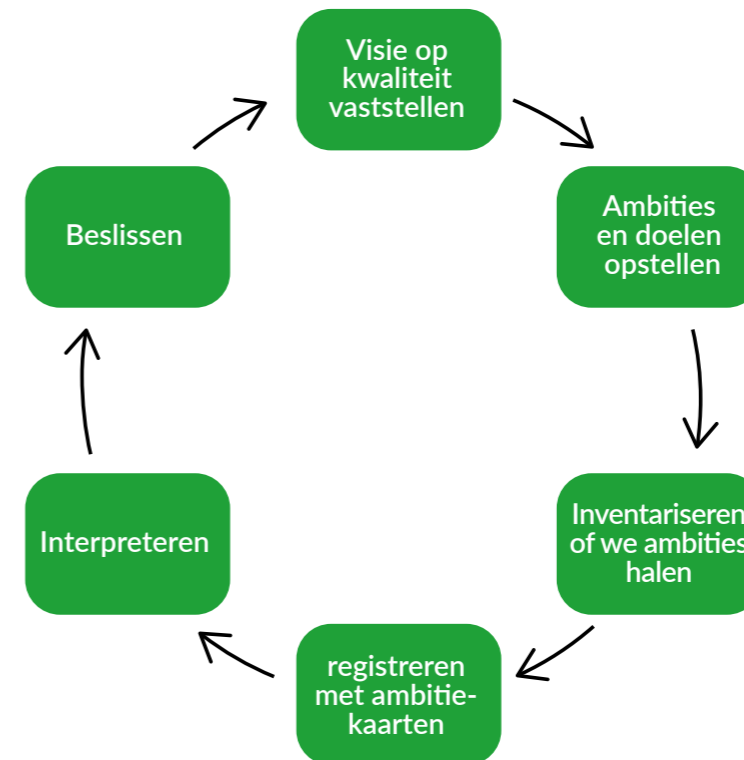 Visie op
kwaliteit
vaststellen
Ambities
en doelen
opstellen
Inventariseren
of we ambities
halen
registreren
met ambitie-
kaarten
Interpreteren
Beslissen